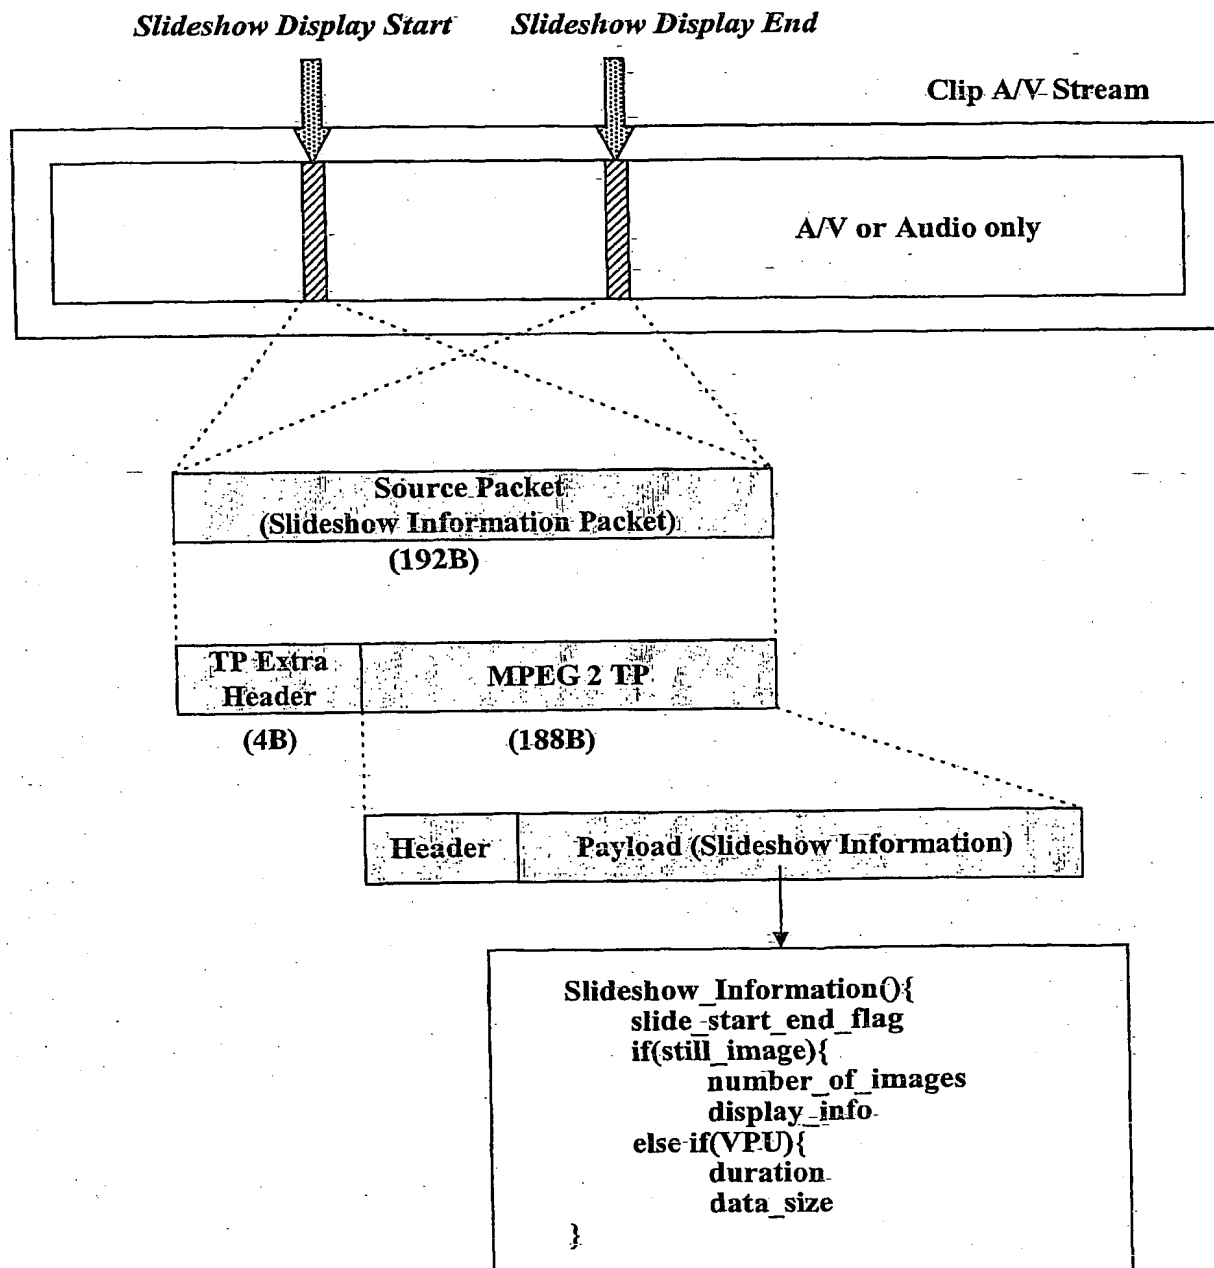 Slideshow Display Start Slideshow Display End
Clip A/V Stream
A/V or Audio only
Source Packet
(Slideshow Information Packet)
(192B)
TP Extra
Header
MPEG 2 TP
(4B) (188B)
Header Payload (Slideshow Information)
Slideshow_Information(){
slide_start_end_flag
if(still_image){
number_of_images
display_info
else if(VPU){
duration
data_size
}